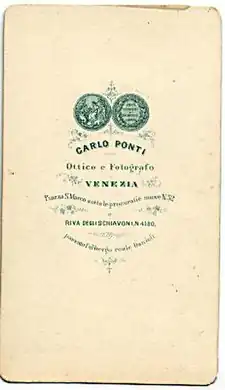 CARLO PONTI
Ottico e Fotografo
VENEZIA
Piazza S. Marco sotto le procuratie nuove N. 52
e
RIVA DEGLI SCHIAVONI, N. 4180,
presso l'albergo reale Danieli